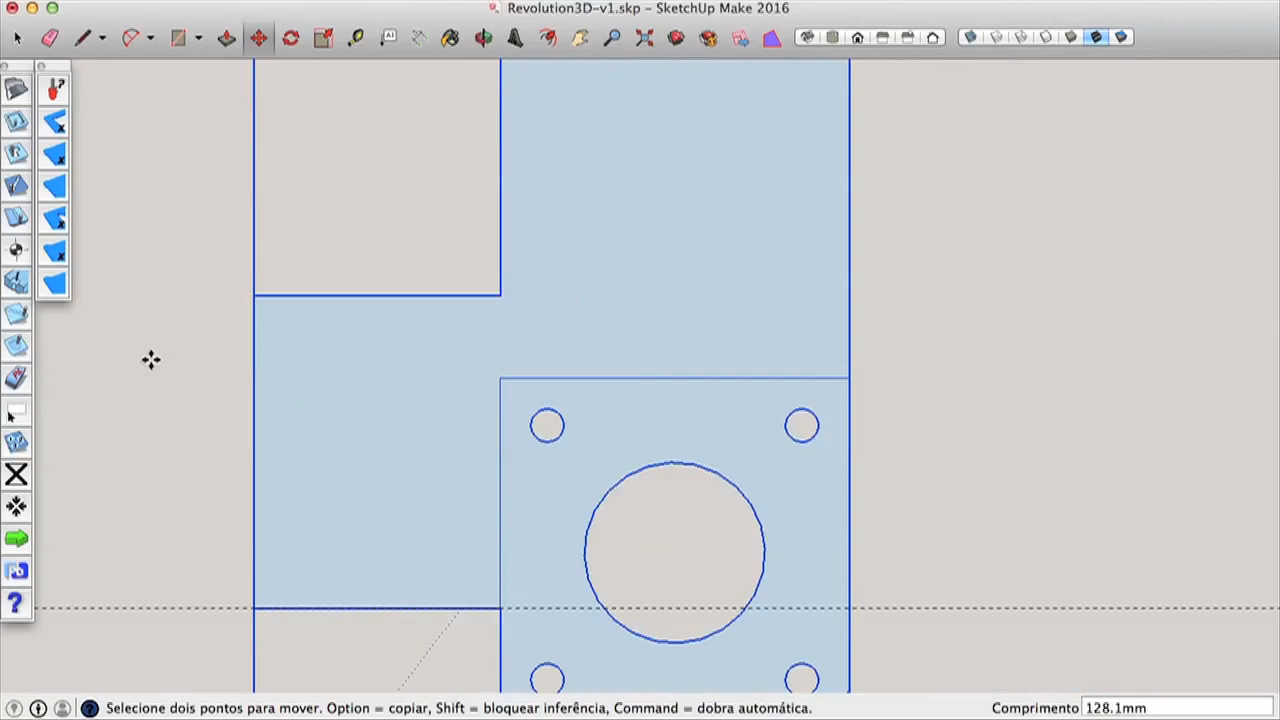 Revolution3D-v1.skp – SketchUp Make 2016
Selecione dois pontos para mover. Option = copiar, Shift = bloquear inferência, Command = dobra automática.
Comprimento 128.1mm